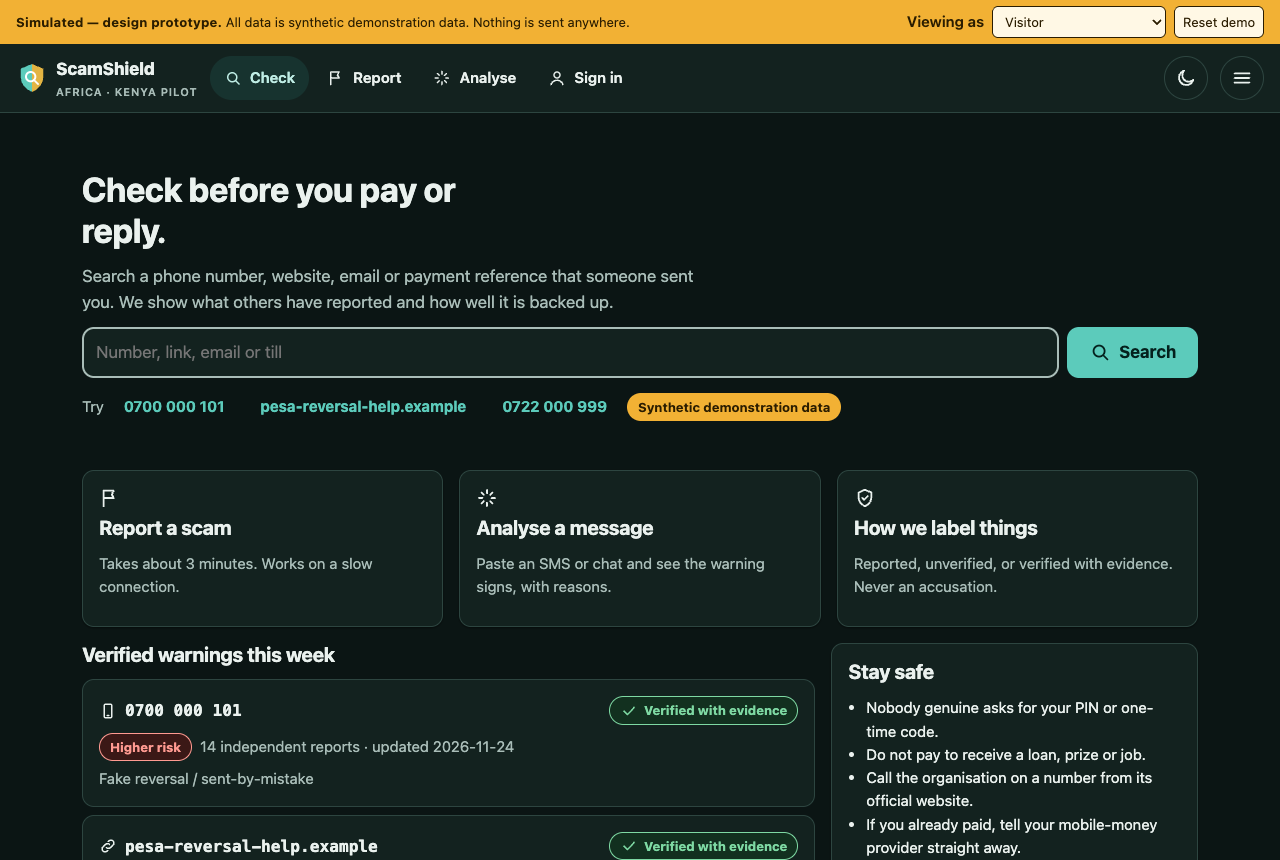 Simulated — design prototype. All data is synthetic demonstration data. Nothing is sent anywhere.
Viewing as
Visitor
Reset demo
ScamShield
AFRICA · KENYA PILOT
Check
Report
Analyse
Sign in
Check before you pay or
reply.
Search a phone number, website, email or payment reference that someone sent
you. We show what others have reported and how well it is backed up.
Number, link, email or till
Search
Try 0700 000 101 pesa-reversal-help.example 0722 000 999 Synthetic demonstration data
Report a scam
Takes about 3 minutes. Works on a slow
connection.
Analyse a message
Paste an SMS or chat and see the warning
signs, with reasons.
How we label things
Reported, unverified, or verified with evidence.
Never an accusation.
Verified warnings this week
0700 000 101
Verified with evidence
Higher risk 14 independent reports · updated 2026-11-24
Fake reversal / sent-by-mistake
pesa-reversal-help.example
Verified with evidence
Stay safe
• Nobody genuine asks for your PIN or one-
time code.
• Do not pay to receive a loan, prize or job.
• Call the organisation on a number from its
official website.
• If you already paid, tell your mobile-money
provider straight away.